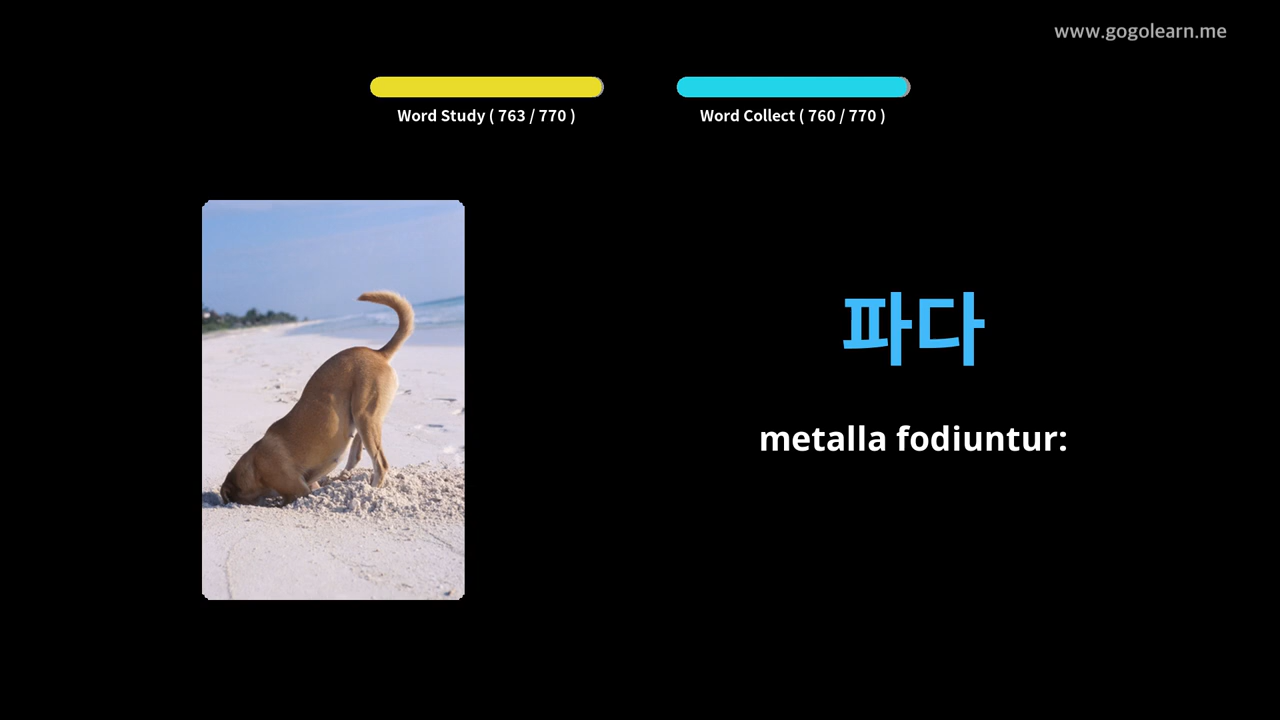 www.gogolearn.me
Word Study ( 763 / 770 )
Word Collect ( 760 / 770 )
파다
metalla fodiuntur: